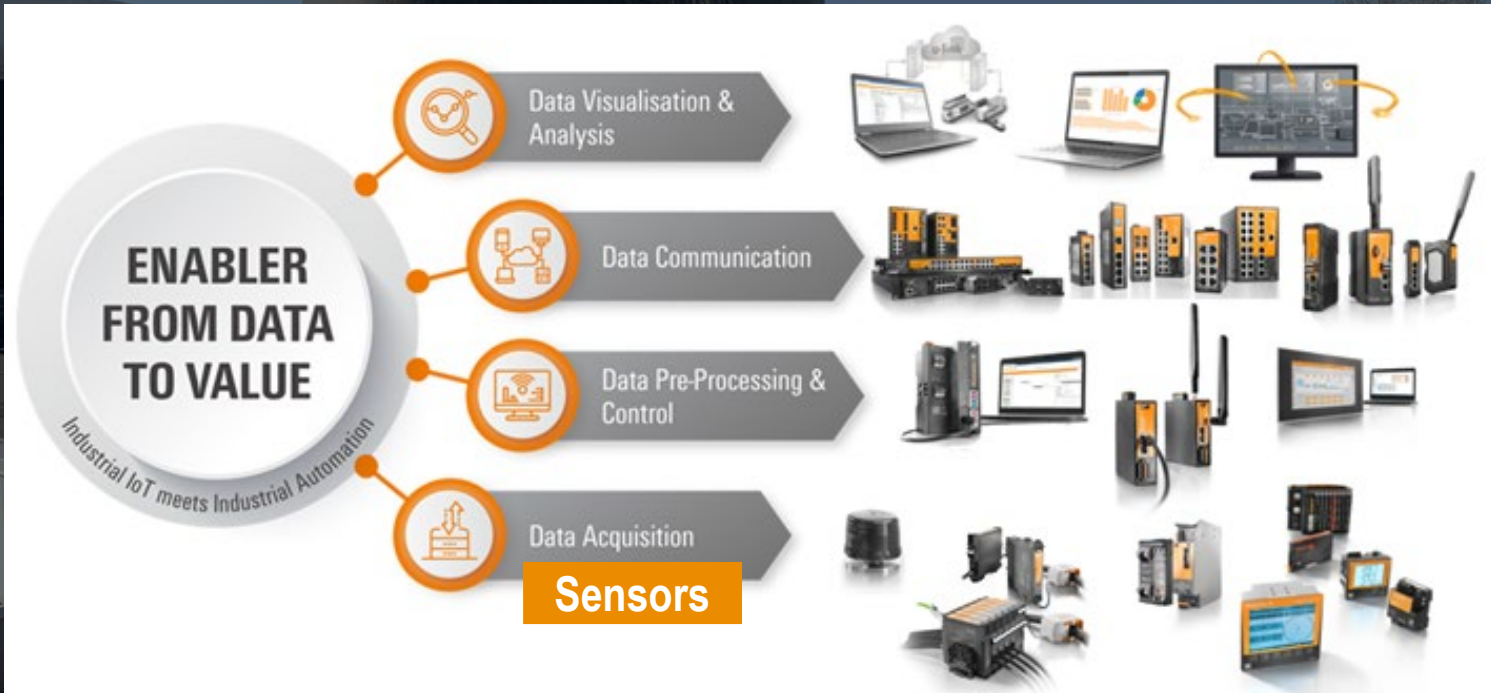 ENABLER
FROM DATA
TO VALUE
Industrial IoT meets Industrial Automation
Data Visualisation &
Analysis
Data Communication
Data Pre-Processing &
Control
Data Acquisition
Sensors
u-link